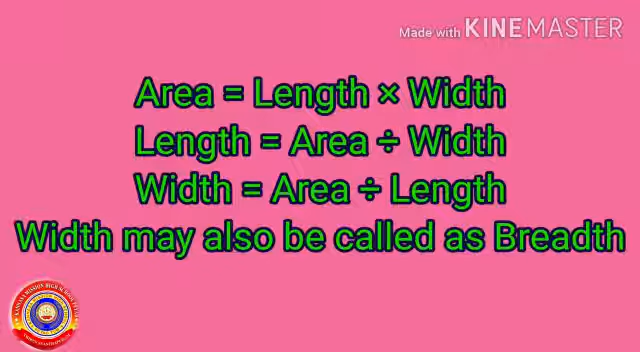 Made with KINEMASTER
Area = Length × Width
Length = Area ÷ Width
Width = Area ÷ Length
Width may also be called as Breadth